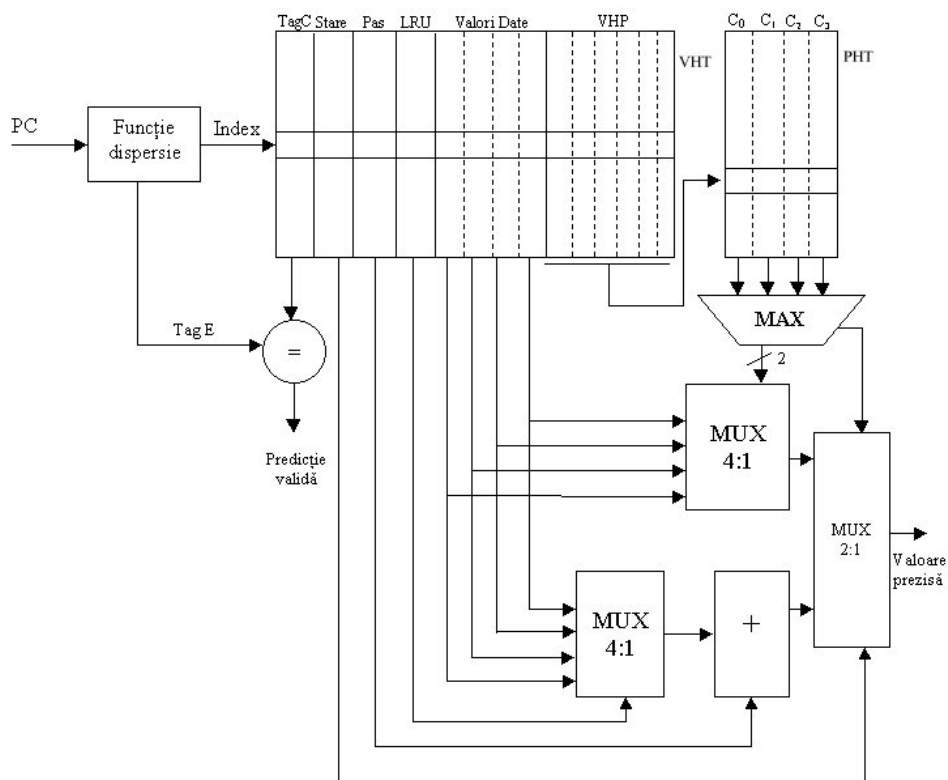 TagC Stare Pas LRU Valori Date VHP
C0 C1 C2 C3
VHT
PHT
PC
Funcție
dispersie
Index
MAX
Tag E
=
2
MUX
4:1
Predicție
validă
MUX
2:1
Valoare
prezisă
MUX
4:1
+